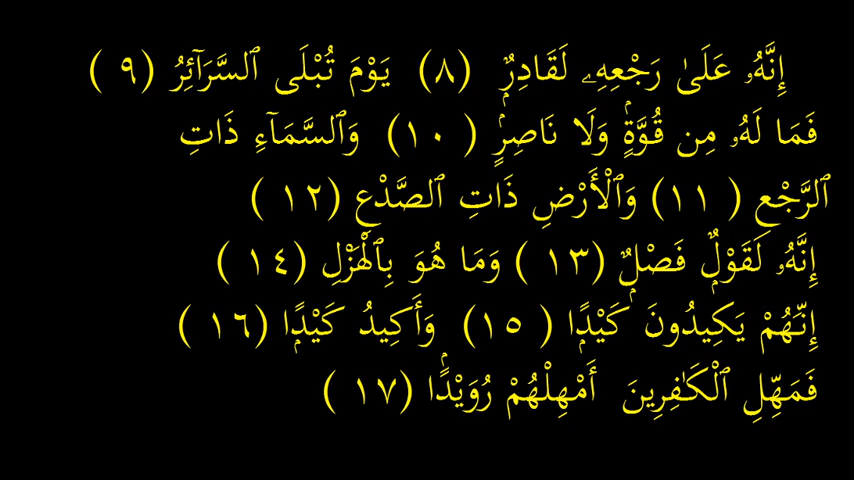 إِنَّهُۥ عَلَىٰ رَجْعِهِۦ لَقَادِرٌۭ (٨) يَوْمَ تُبْلَى ٱلسَّرَآئِرُ (٩ )
فَمَا لَهُۥ مِن قُوَّةٍۢ وَلَا نَاصِرٍۢ ( ١٠) وَٱلسَّمَآءِ ذَاتِ
ٱلرَّجْعِ ( ١١) وَٱلْأَرْضِ ذَاتِ ٱلصَّدْعِ (١٢ )
إِنَّهُۥ لَقَوْلٌۭ فَصْلٌۭ (١٣ ) وَمَا هُوَ بِٱلْهَزْلِ (١٤ )
إِنَّهُمْ يَكِيدُونَ كَيْدًۭا ( ١٥) وَأَكِيدُ كَيْدًۭا (١٦ )
فَمَهِّلِ ٱلْكَـٰفِرِينَ أَمْهِلْهُمْ رُوَيْدًۢا (١٧ )